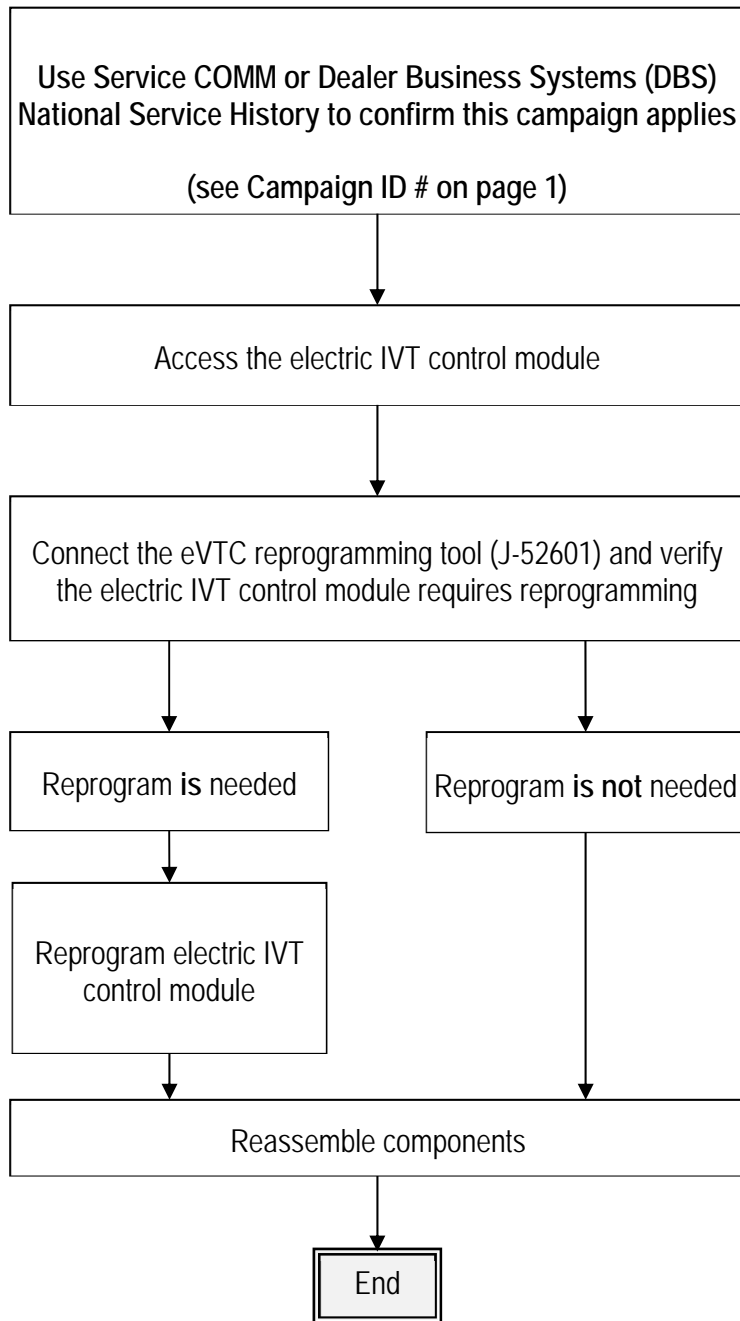 Use Service COMM or Dealer Business Systems (DBS)
National Service History to confirm this campaign applies
(see Campaign ID # on page 1)
Access the electric IVT control module
Connect the eVTC reprogramming tool (J-52601) and verify
the electric IVT control module requires reprogramming
Reprogram is needed
Reprogram is not needed
Reprogram electric IVT
control module
Reassemble components
End